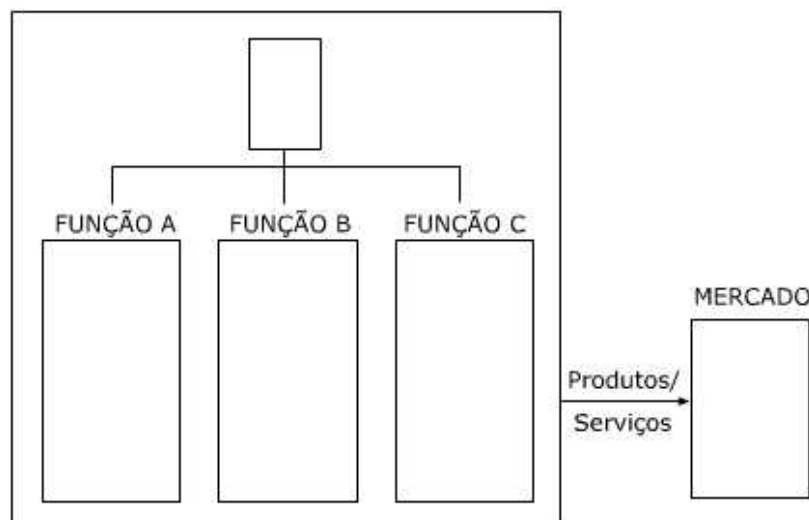 FUNÇÃO A
FUNÇÃO B
FUNÇÃO C
MERCADO
Produtos/
Serviços